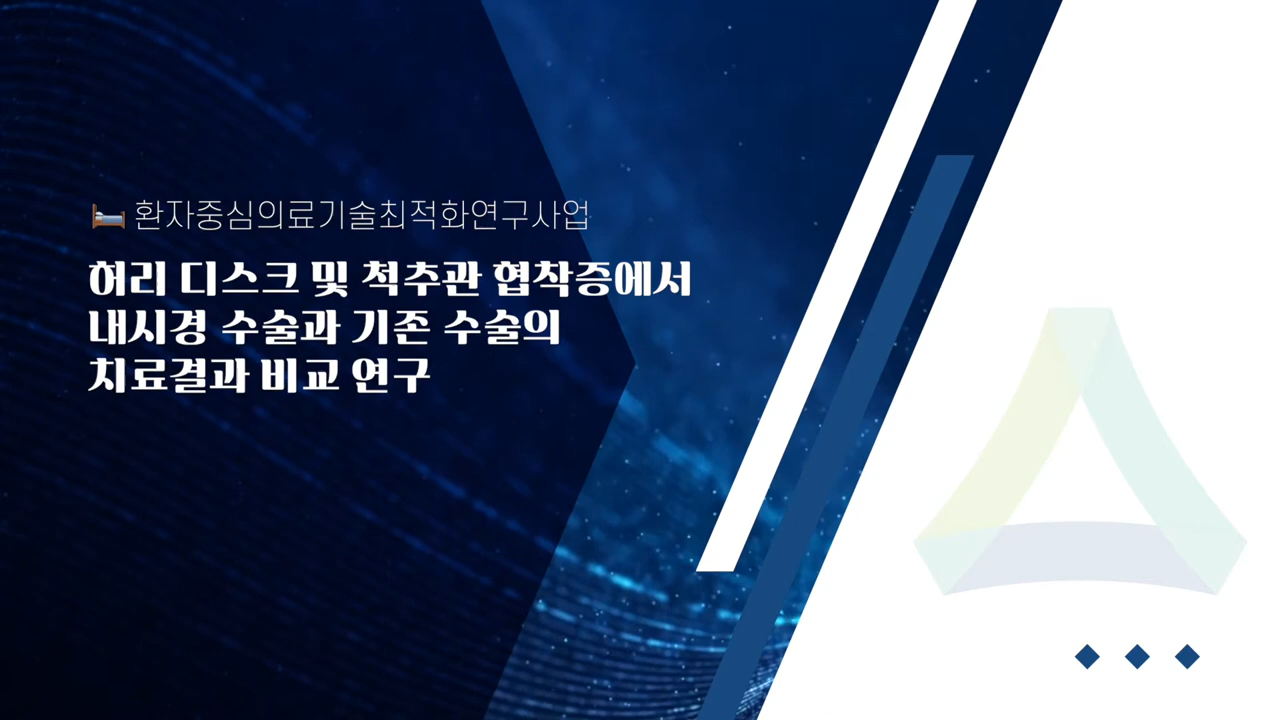 환자중심의료기술최적화연구사업
허리 디스크 및 척추관 협착증에서
내시경 수술과 기존 수술의
치료결과 비교 연구